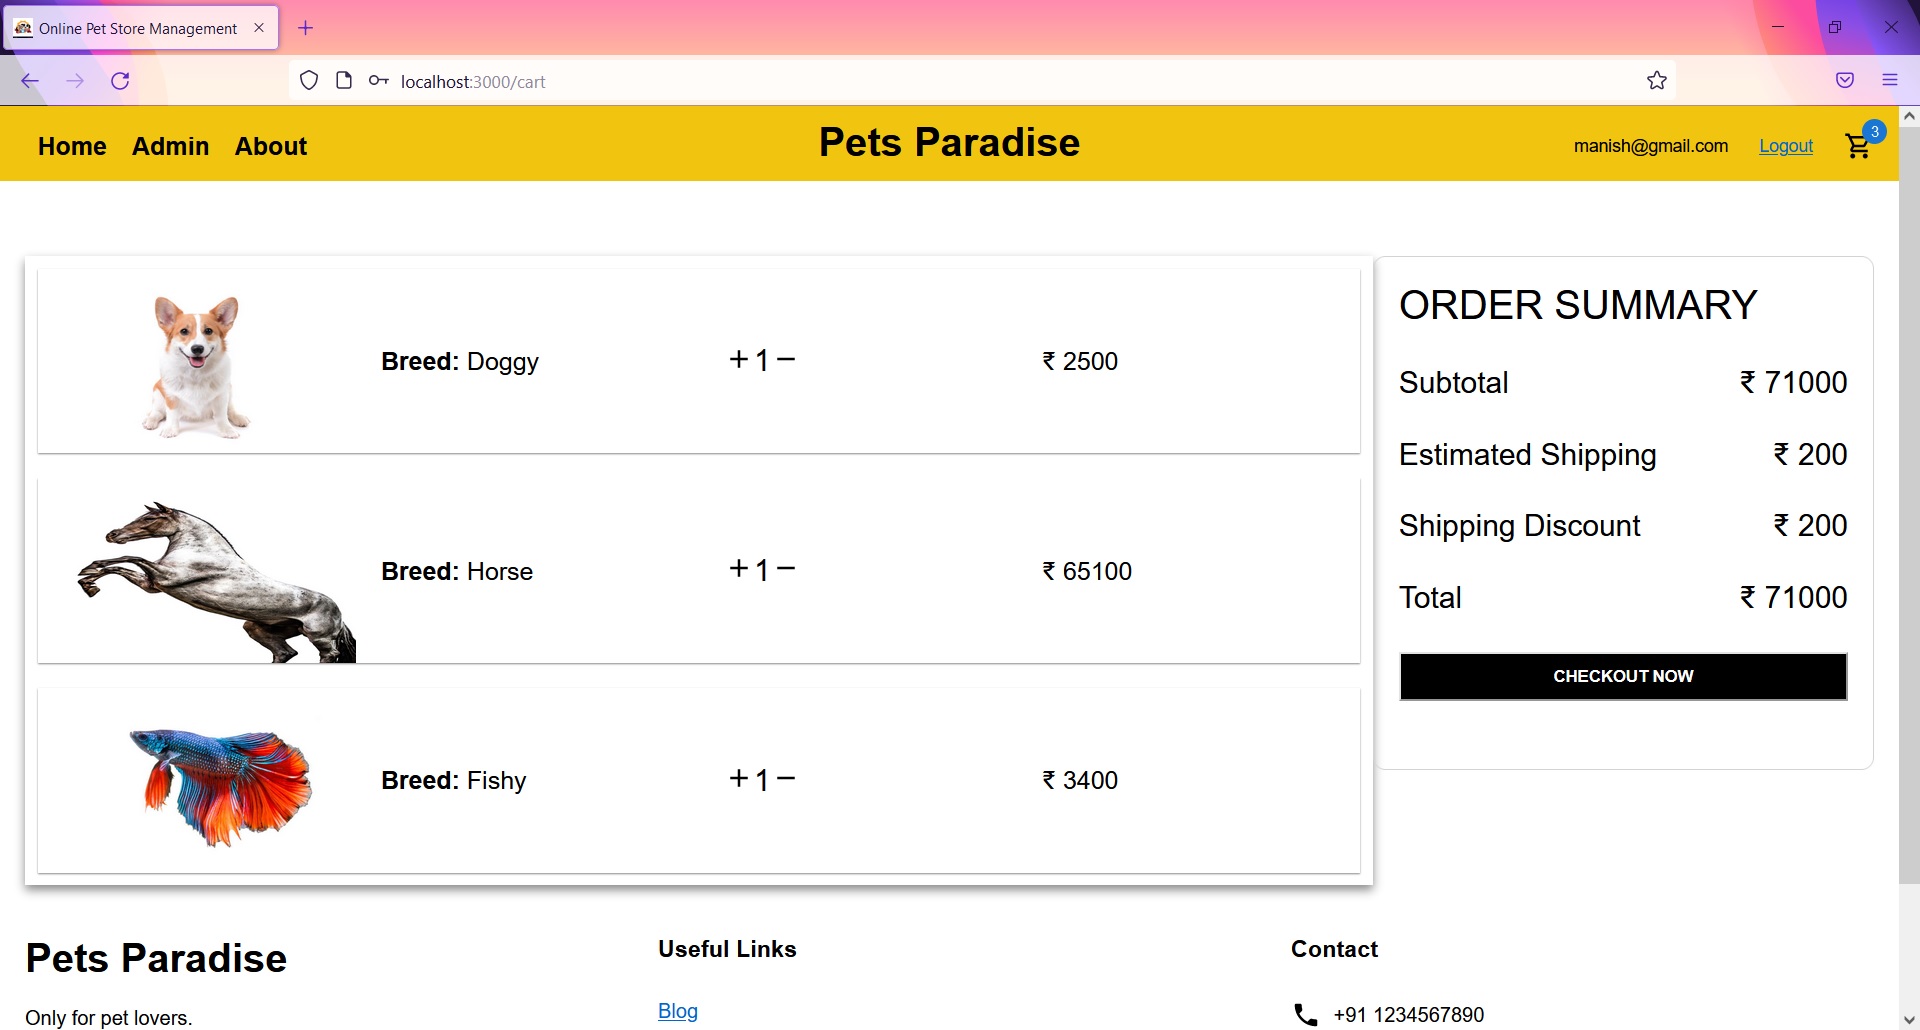 Online Pet Store Management
localhost:3000/cart
Home Admin About
Pets Paradise
manish@gmail.com Logout 3
Breed: Doggy + 1 − ₹ 2500
Breed: Horse + 1 − ₹ 65100
Breed: Fishy + 1 − ₹ 3400
ORDER SUMMARY
Subtotal ₹ 71000
Estimated Shipping ₹ 200
Shipping Discount ₹ 200
Total ₹ 71000
CHECKOUT NOW
Pets Paradise
Only for pet lovers.
Useful Links
Blog
Contact
+91 1234567890